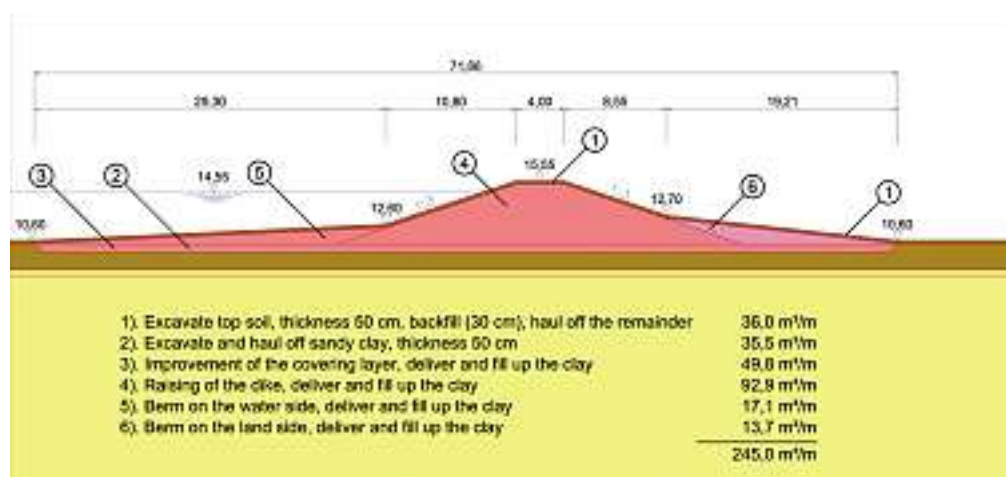 71,00
10,80 4,00 8,55 19,21
1
15,55
3 2 14,55 5 4 6 1
12,60 12,70
10,60 10,60
1). Excavate top soil, thickness 50 cm, backfill (30 cm), haul off the remainder 36,0 m³/m
2). Excavate and haul off sandy clay, thickness 50 cm 35,5 m³/m
3). Improvement of the covering layer, deliver and fill up the clay 49,8 m³/m
4). Raising of the dike, deliver and fill up the clay 92,9 m³/m
5). Berm on the water side, deliver and fill up the clay 17,1 m³/m
6). Berm on the land side, deliver and fill up the clay 13,7 m³/m
245,0 m³/m